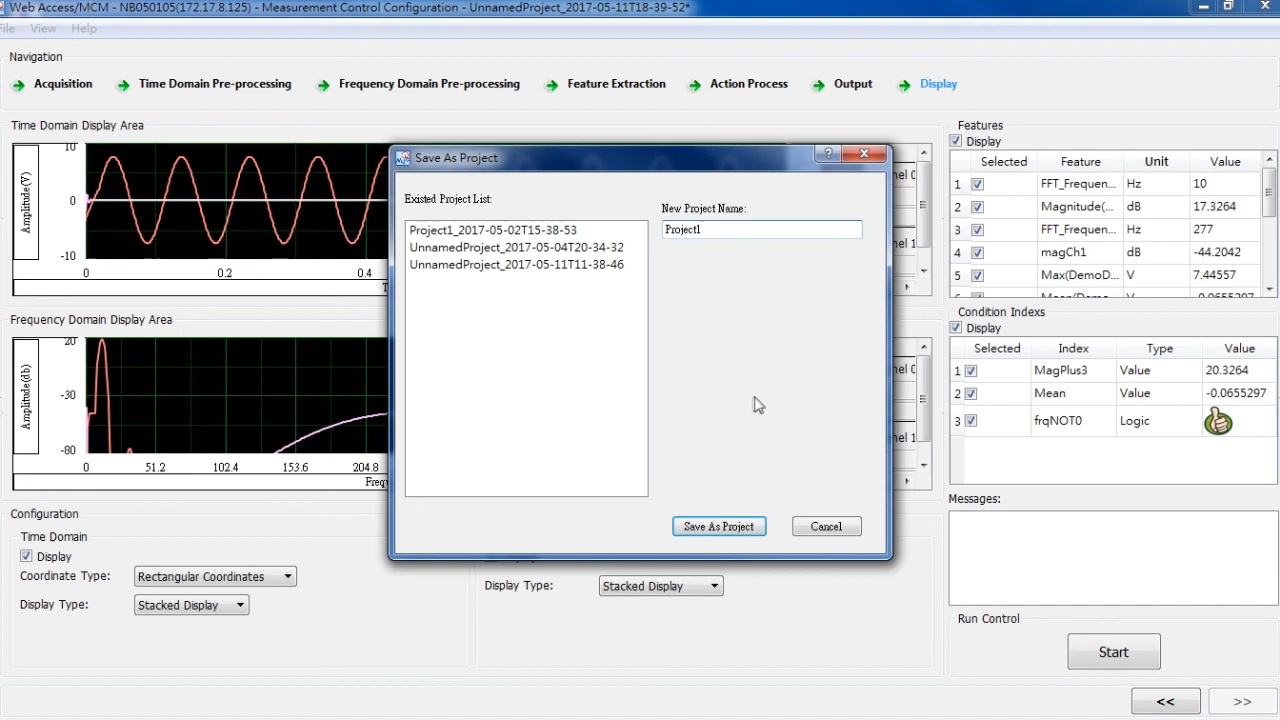 Web Access/MCM - NB050105(172.17.8.125) - Measurement Control Configuration - UnnamedProject_2017-05-11T18-39-52*
File View Help
Navigation
Acquisition Time Domain Pre-processing Frequency Domain Pre-processing Feature Extraction Action Process Output Display
Time Domain Display Area
Amplitude(V)
10
0
-10
0 0.2 0.4
Frequency Domain Display Area
Amplitude(db)
20
-30
-80
0 51.2 102.4 153.6 204.8
Configuration
Time Domain
Display
Coordinate Type: Rectangular Coordinates
Display Type: Stacked Display
Display Type: Stacked Display
Save As Project
?
Existed Project List:
Project1_2017-05-02T15-38-53
UnnamedProject_2017-05-04T20-34-32
UnnamedProject_2017-05-11T11-38-46
New Project Name:
Project1
Save As Project Cancel
Features
Display
Selected Feature Unit Value
1 FFT_Frequen... Hz 10
2 Magnitude(... dB 17.3264
3 FFT_Frequen... Hz 277
4 magCh1 dB -44.2042
5 Max(DemoD... V 7.44557
Condition Indexs
Display
Selected Index Type Value
1 MagPlus3 Value 20.3264
2 Mean Value -0.0655297
3 frqNOT0 Logic
Messages:
Run Control
Start
<< >>